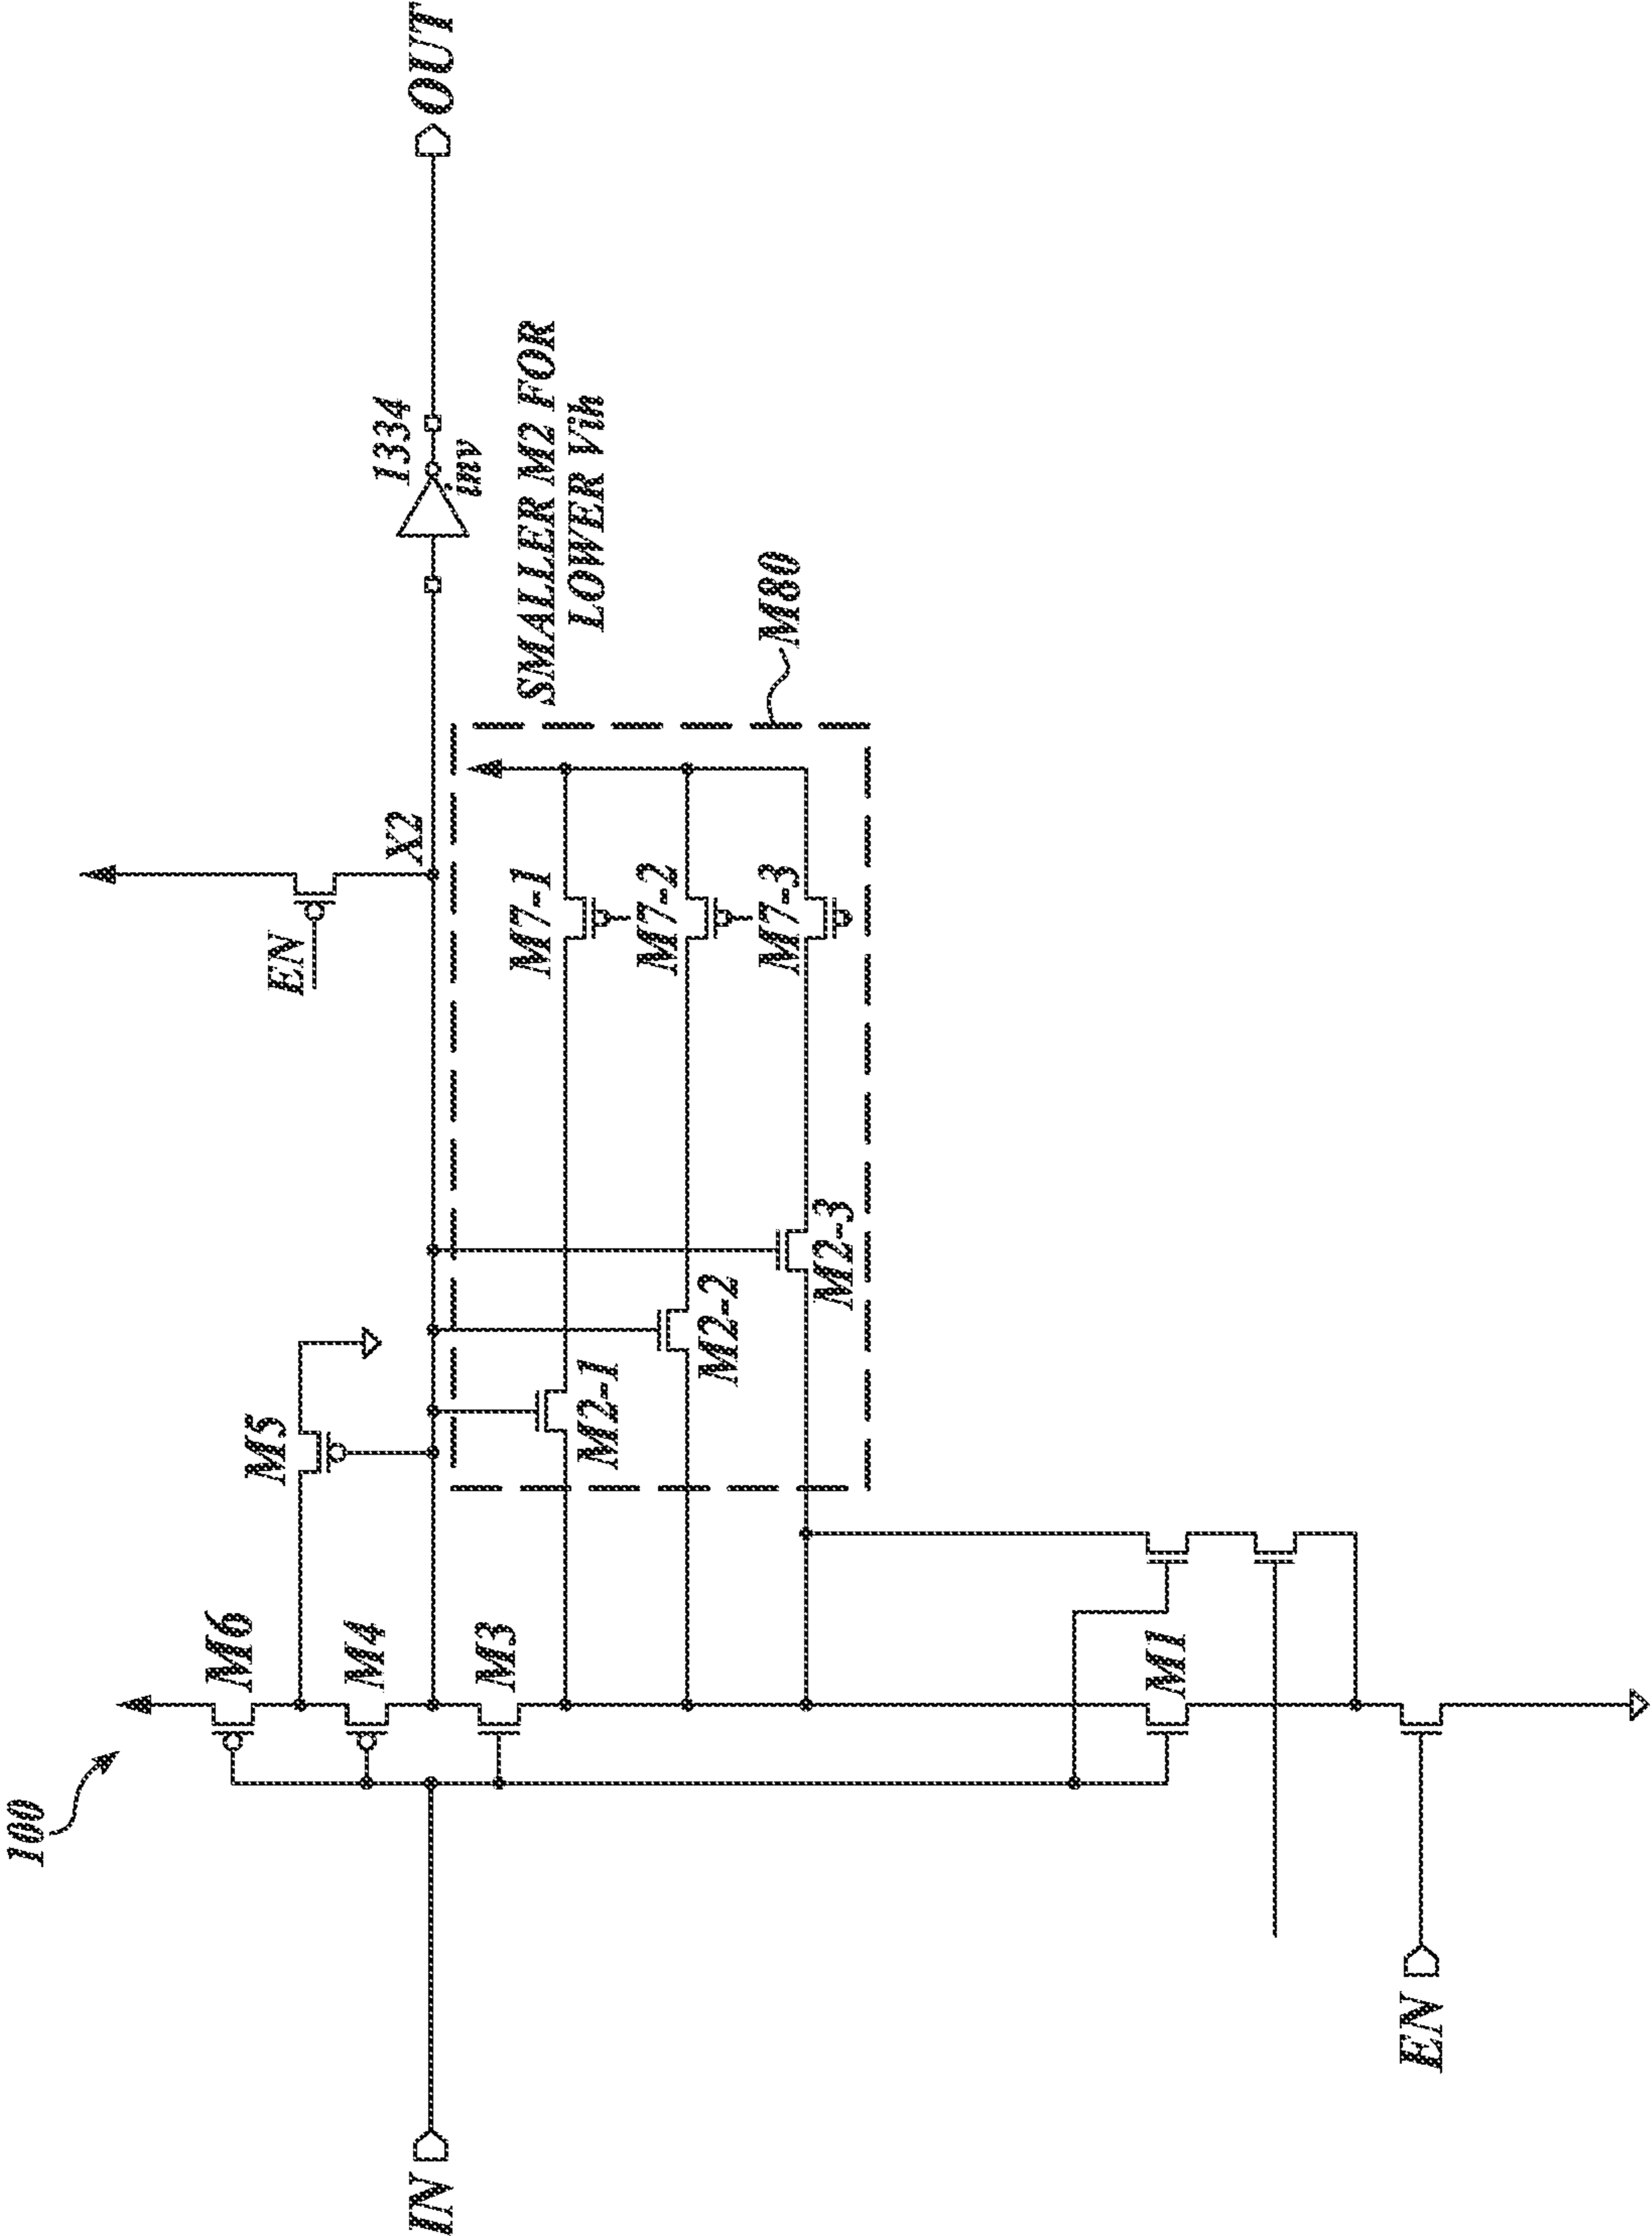 100
IN
EN
M6
M4
M3
M1
M5
M2-1
M2-2
M2-3
EN
X2
M7-1
M7-2
M7-3
M80
SMALLER M2 FOR
LOWER Vih
1334
inv
OUT